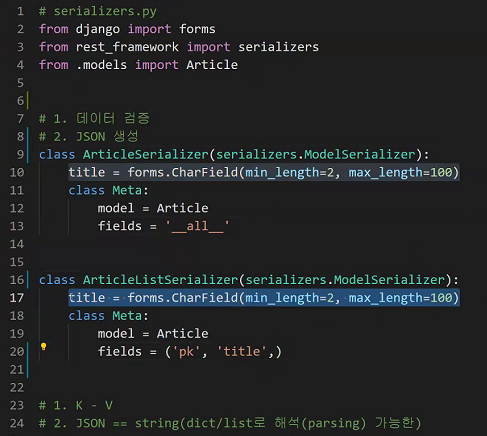 1 # serializers.py
2 from django import forms
3 from rest_framework import serializers
4 from .models import Article
5
6
7 # 1. 데이터 검증
8 # 2. JSON 생성
9 class ArticleSerializer(serializers.ModelSerializer):
10     title = forms.CharField(min_length=2, max_length=100)
11     class Meta:
12         model = Article
13         fields = '__all__'
14
15
16 class ArticleListSerializer(serializers.ModelSerializer):
17     title = forms.CharField(min_length=2, max_length=100)
18     class Meta:
19         model = Article
20         fields = ('pk', 'title',)
21
22
23 # 1. K - V
24 # 2. JSON == string(dict/list로 해석(parsing) 가능한)